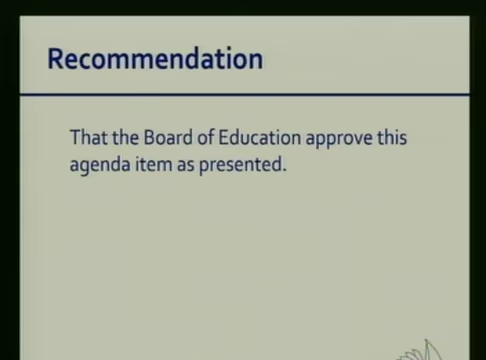 Recommendation
That the Board of Education approve this
agenda item as presented.